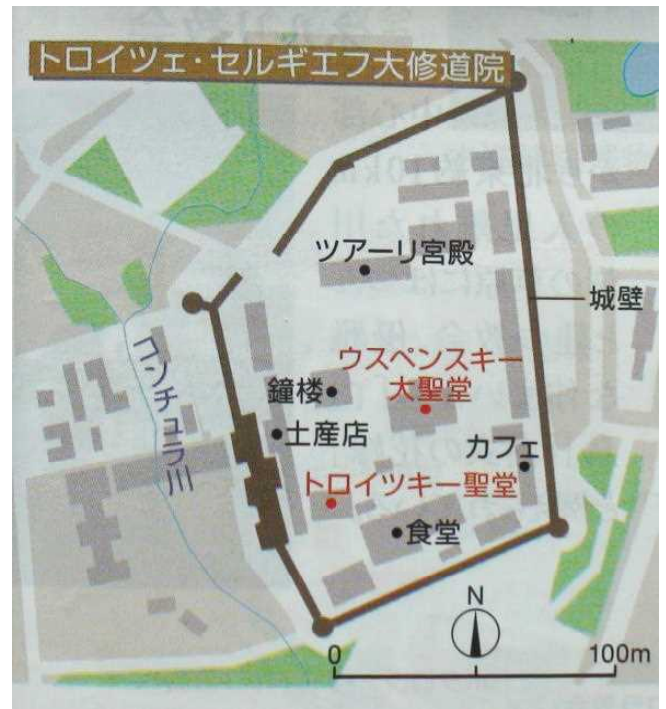 トロイツェ・セルギエフ大修道院
ツアーリ宮殿
城壁
ウスペンスキー
大聖堂
鐘楼
土産店
カフェ
トロイツキー聖堂
食堂
コンチュラ川
N
0
100m